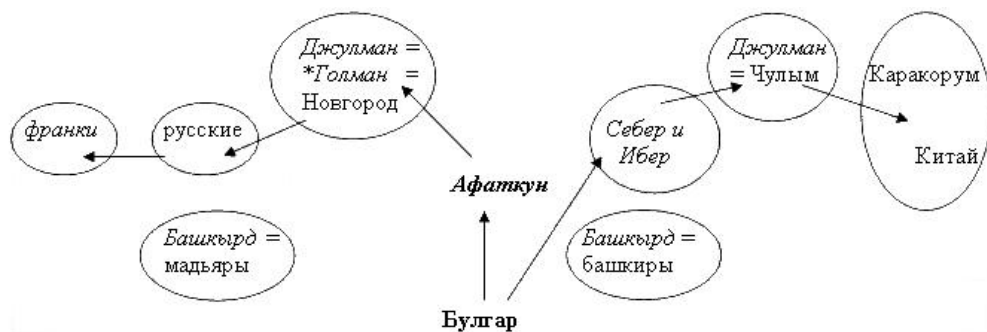 франки
русские
Джулман =
*Голман =
Новгород
Башкырд =
мадьяры
Афаткун
Булгар
Себер и
Ибер
Башкырд =
башкиры
Джулман
= Чулым
Каракорум
Китай